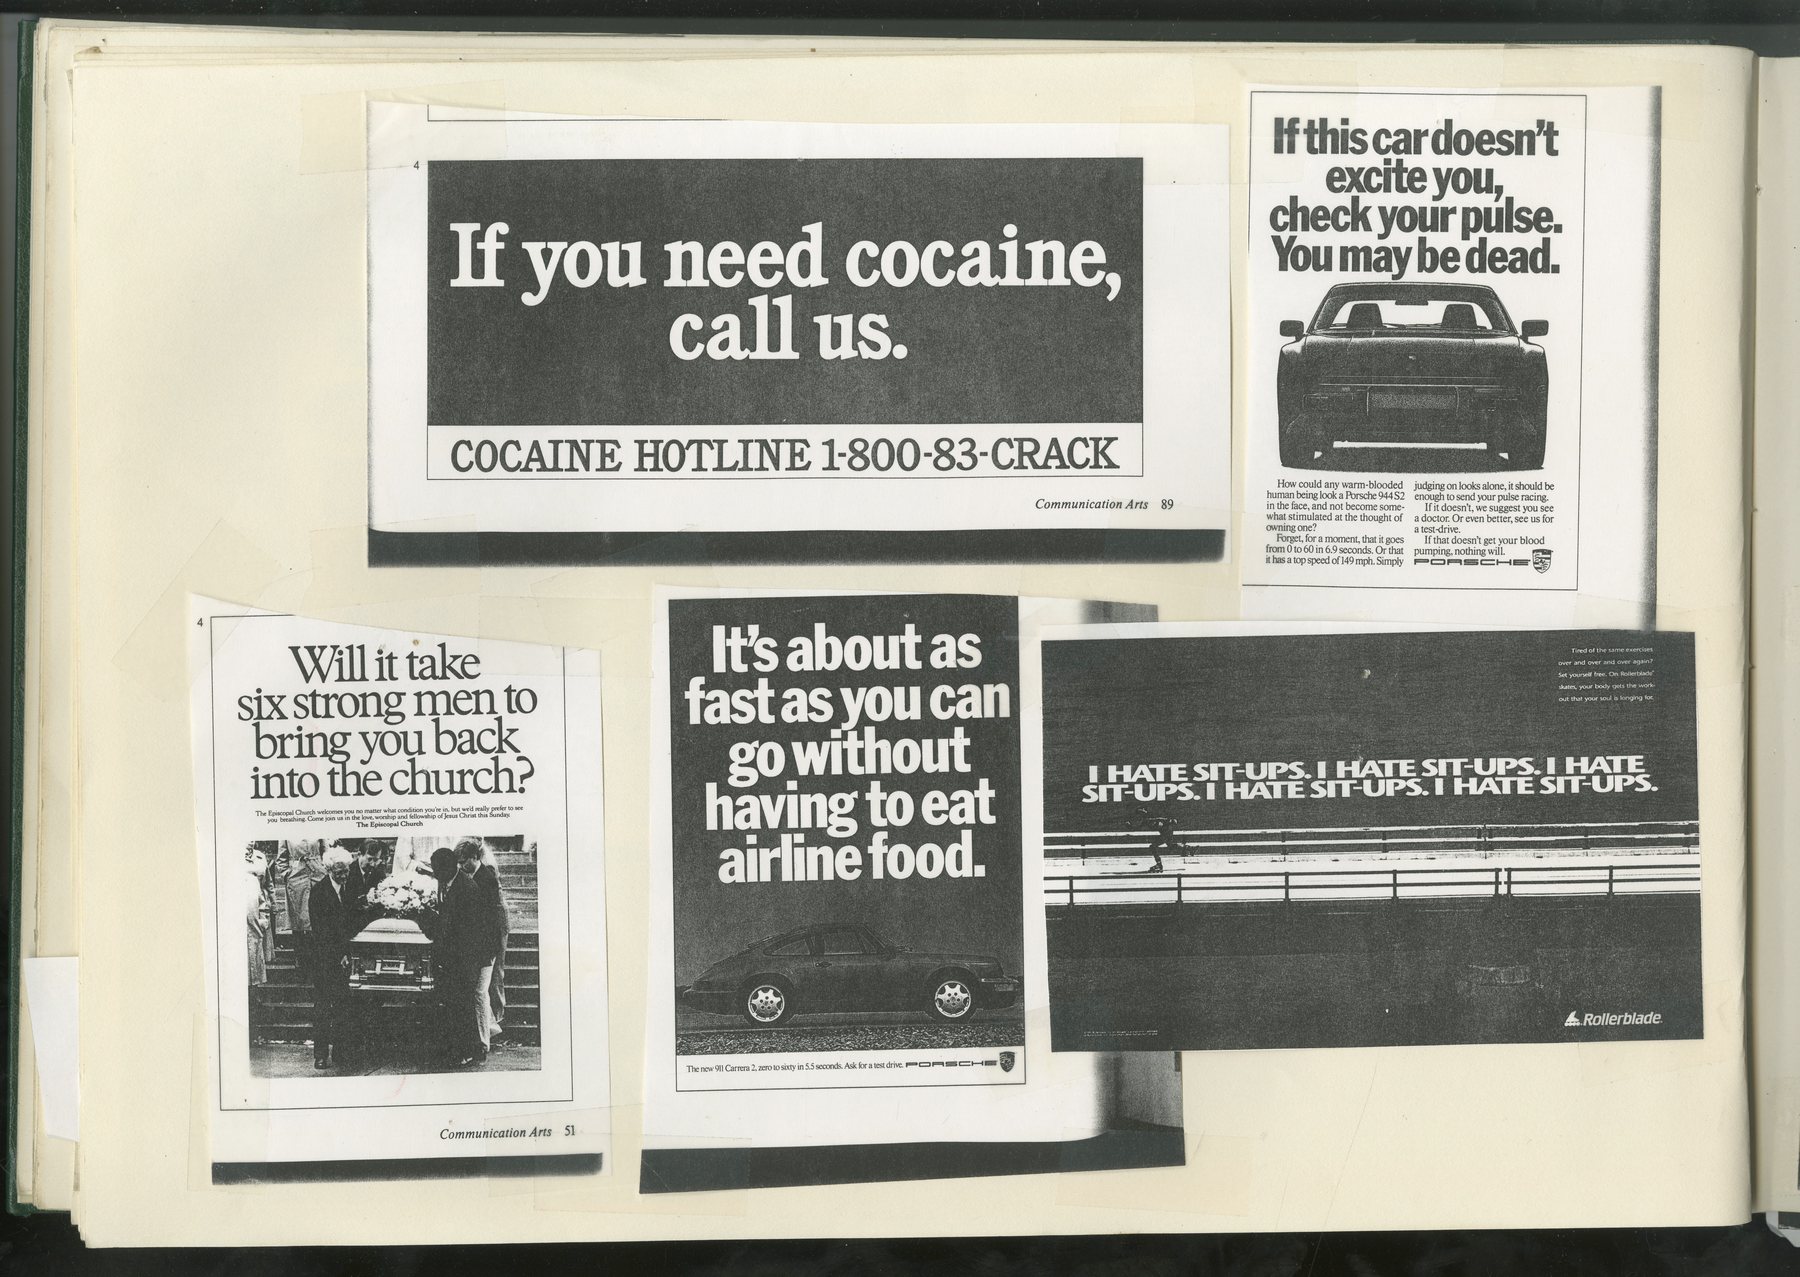 4
If you need cocaine,
call us.
COCAINE HOTLINE 1-800-83-CRACK
Communication Arts 89
If this car doesn't
excite you,
check your pulse.
You may be dead.
How could any warm-blooded
human being look a Porsche 944 S2
in the face, and not become some-
what stimulated at the thought of
owning one?
Forget, for a moment, that it goes
from 0 to 60 in 6.9 seconds. Or that
it has a top speed of 149 mph. Simply
judging on looks alone, it should be
enough to send your pulse racing.
If it doesn't, we suggest you see
a doctor. Or even better, see us for
a test-drive.
If that doesn't get your blood
pumping, nothing will.
PORSCHE
4
Will it take
six strong men to
bring you back
into the church?
The Episcopal Church welcomes you no matter what condition you're in, but we'd really prefer to see
you breathing. Come join us in the love, worship and fellowship of Jesus Christ this Sunday.
The Episcopal Church
Communication Arts 51
It's about as
fast as you can
go without
having to eat
airline food.
The new 911 Carrera 2, zero to sixty in 5.5 seconds. Ask for a test drive. PORSCHE
Tired of the same exercises
over and over and over again?
Set yourself free. On Rollerblade
skates, your body gets the work-
out that your soul is longing for.
I HATE SIT-UPS. I HATE SIT-UPS. I HATE
SIT-UPS. I HATE SIT-UPS. I HATE SIT-UPS.
Rollerblade.